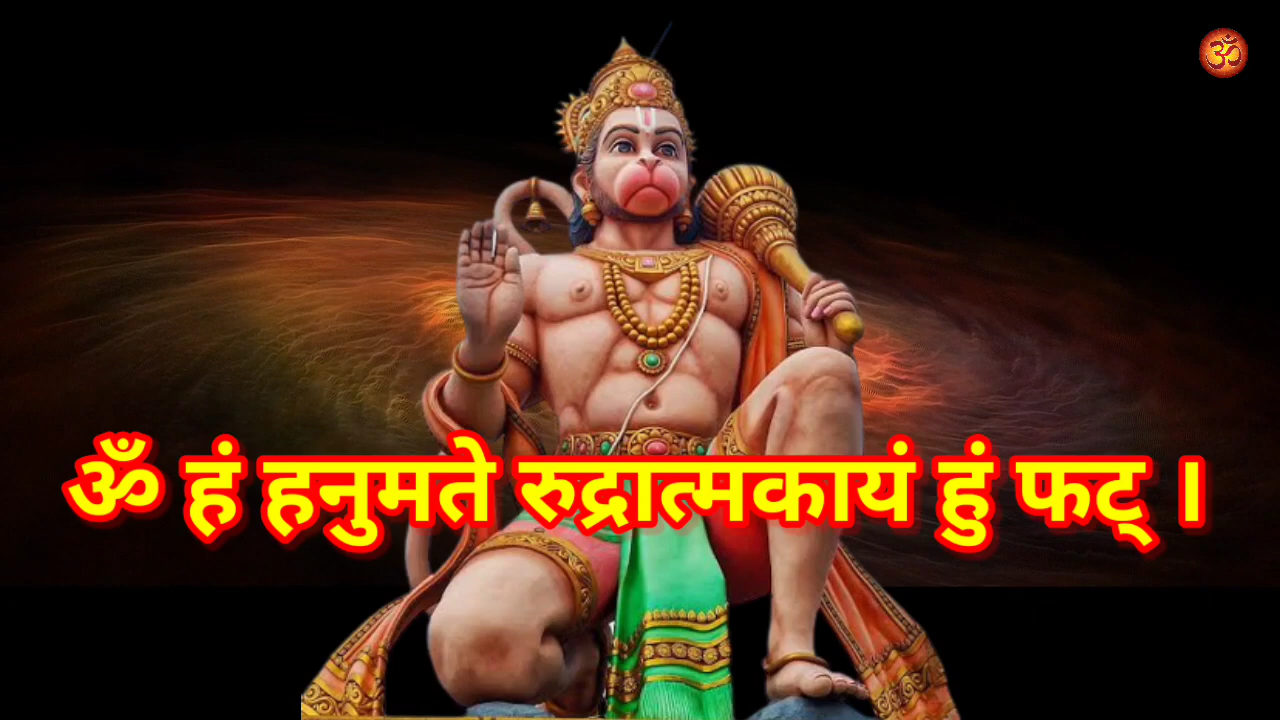 ॐ
ॐ हं हनुमते रुद्रात्मकायं हुं फट् ।